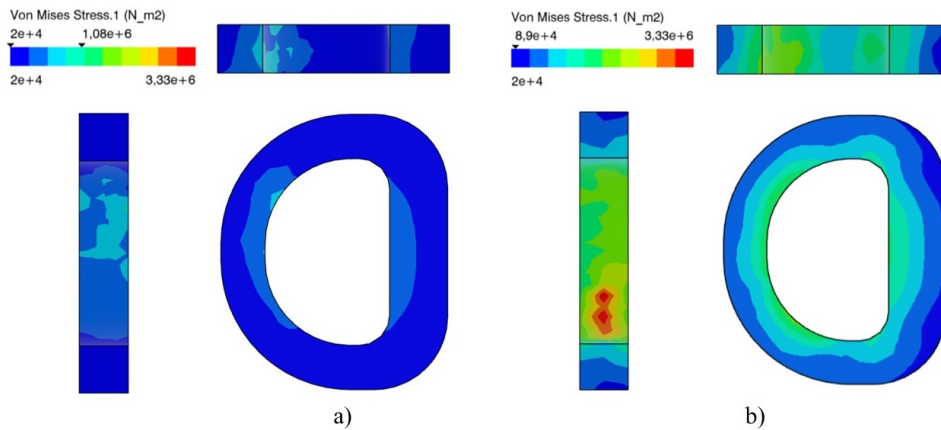 Von Mises Stress.1 (N_m2)
2e+4 1,08e+6
2e+4 3,33e+6
Von Mises Stress.1 (N_m2)
8,9e+4 3,33e+6
2e+4
a)
b)